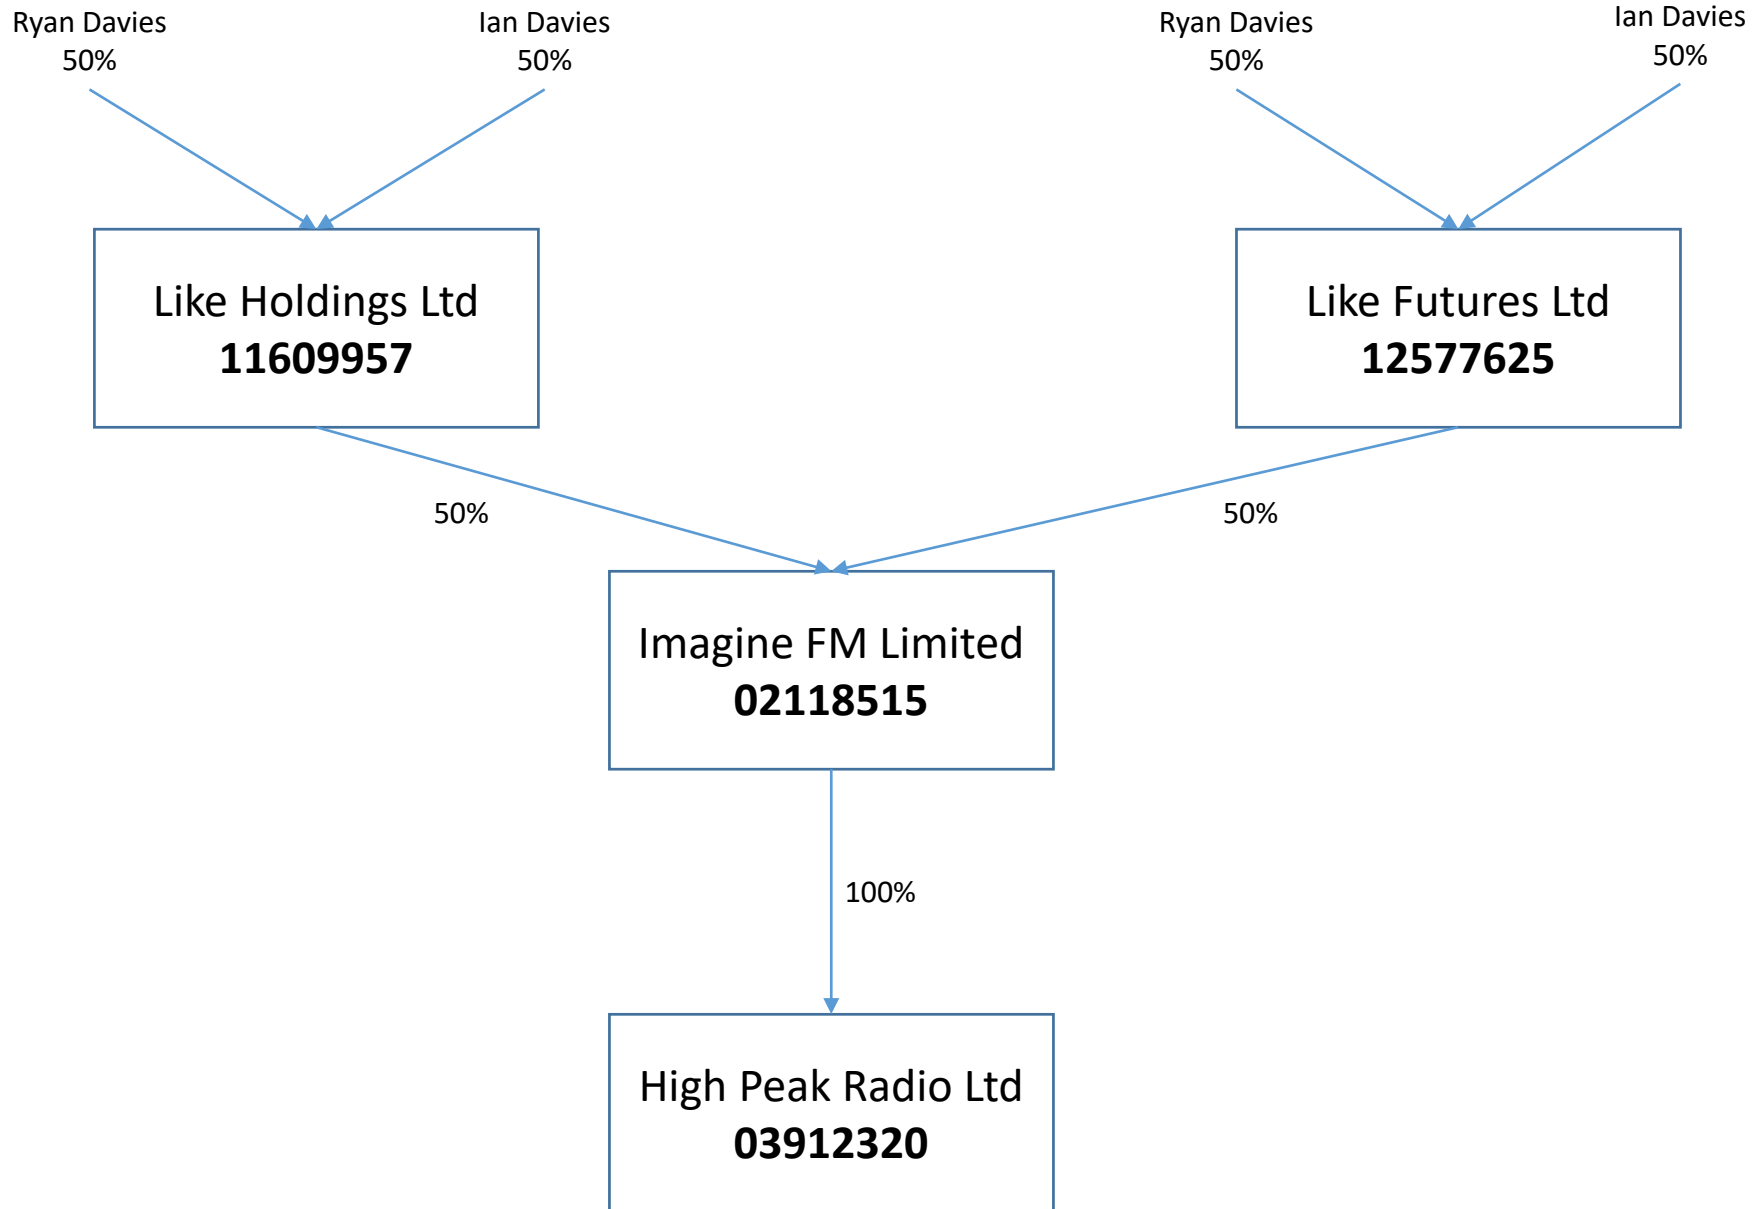 Ryan Davies
50%
Ian Davies
50%
Ryan Davies
50%
Ian Davies
50%
Like Holdings Ltd
11609957
Like Futures Ltd
12577625
50%
50%
Imagine FM Limited
02118515
100%
High Peak Radio Ltd
03912320